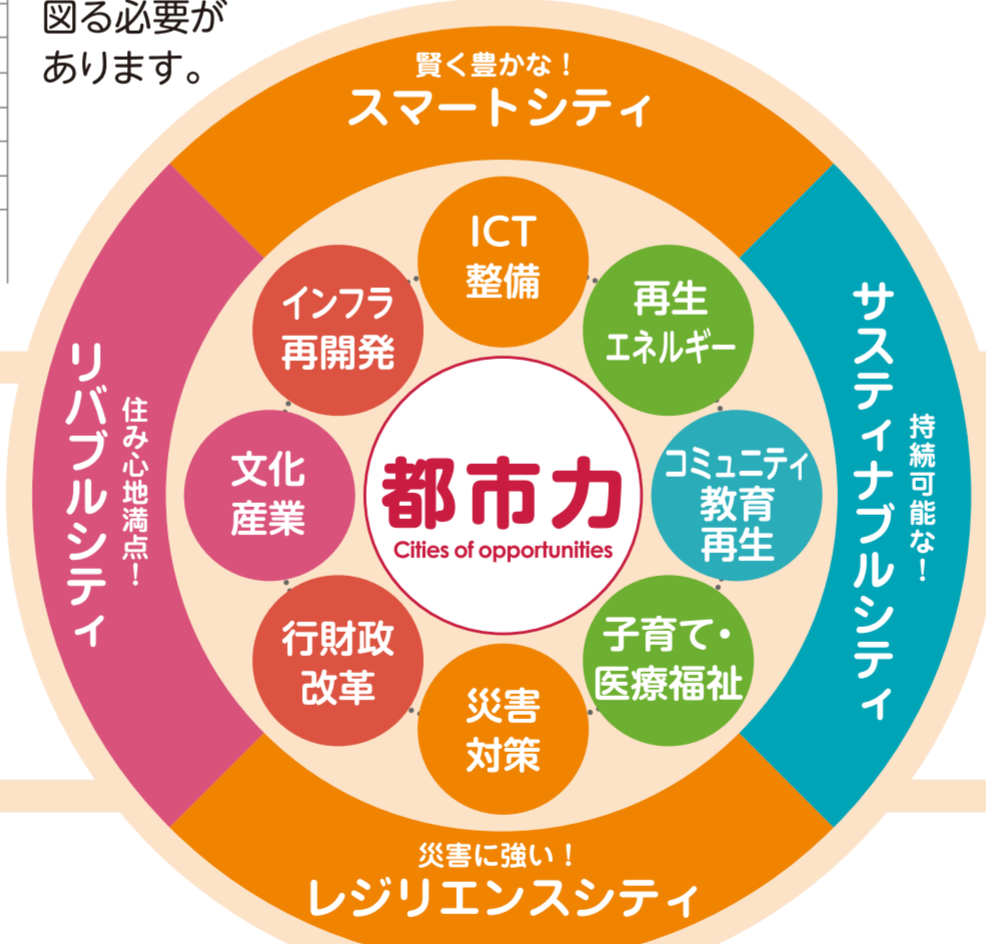 図る必要が
あります。
賢く豊かな！
スマートシティ
ICT
整備
インフラ
再開発
再生
エネルギー
リバブルシティ
住み心地満点！
文化
産業
都市力
Cities of opportunities
コミュニティ
教育
再生
サスティナブルシティ
持続可能な！
行財政
改革
子育て・
医療福祉
災害
対策
災害に強い！
レジリエンスシティ